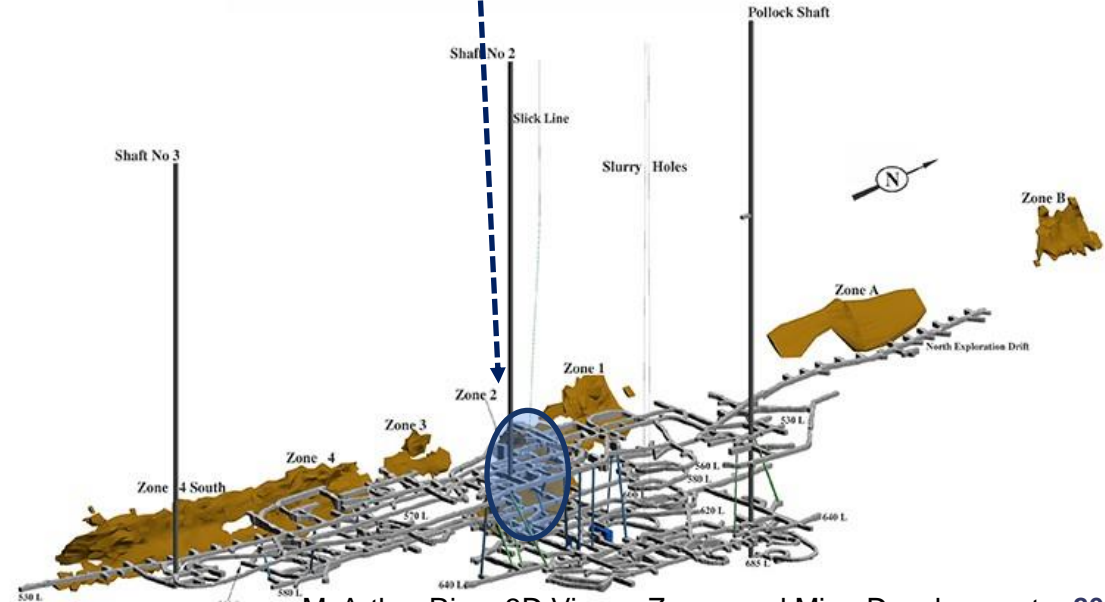 Pollock Shaft
Shaft No 2
Slick Line
Shaft No 3
Slurry Holes
N
Zone B
Zone A
North Exploration Drift
Zone 1
Zone 2
530 L
Zone 3
Zone 4
560 L
580 L
Zone 4 South
570 L
620 L
640 L
685 L
640 L
530 L
580 L